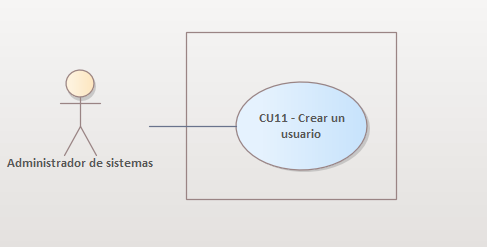 CU11 - Crear un
usuario
Administrador de sistemas